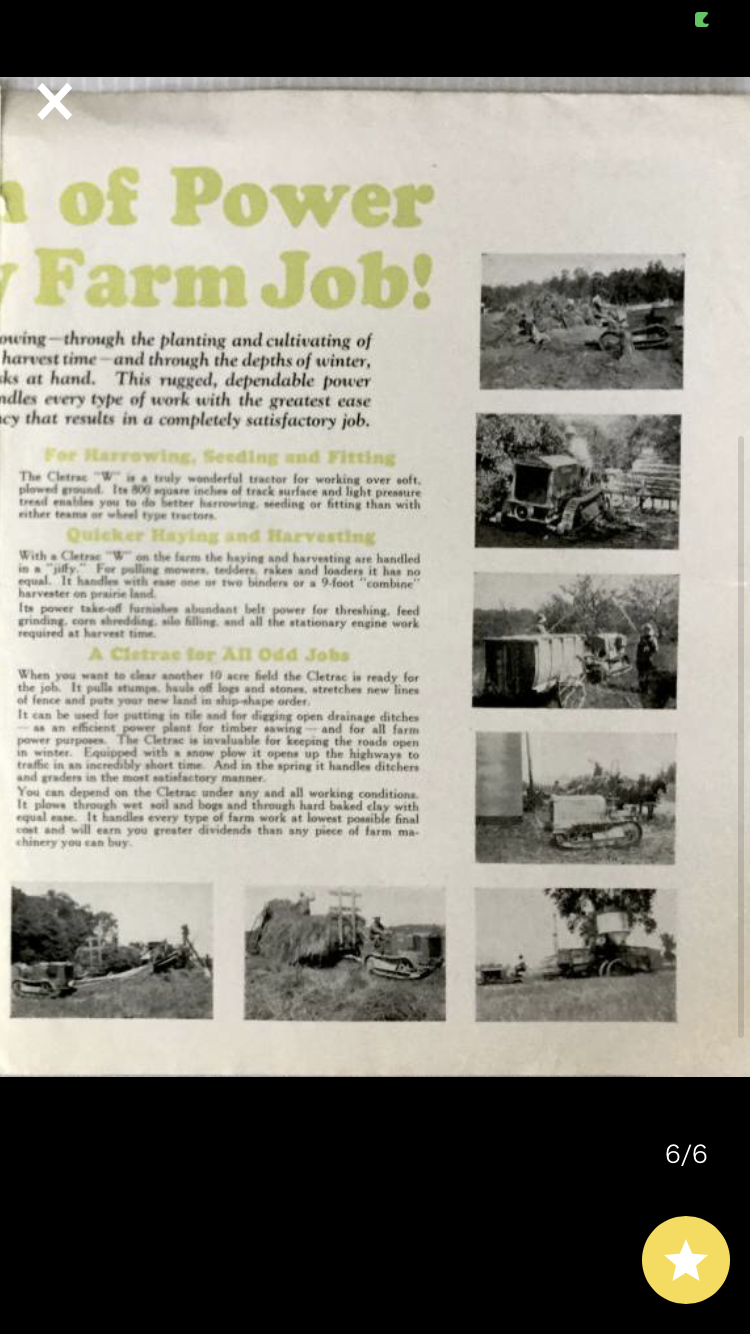 of Power
Farm Job!
owing—through the planting and cultivating of
harvest time—and through the depths of winter,
ks at hand. This rugged, dependable power
ndles every type of work with the greatest ease
cy that results in a completely satisfactory job.
For Harrowing, Seeding and Fitting
The Cletrac "W" is a truly wonderful tractor for working over soft,
plowed ground. Its 800 square inches of track surface and light pressure
tread enables you to do better harrowing, seeding or fitting than with
either teams or wheel type tractors.
Quicker Haying and Harvesting
With a Cletrac "W" on the farm the haying and harvesting are handled
in a "jiffy." For pulling mowers, tedders, rakes and loaders it has no
equal. It handles with ease one or two binders or a 9-foot "combine"
harvester on prairie land.
Its power take-off furnishes abundant belt power for threshing, feed
grinding, corn shredding, silo filling, and all the stationary engine work
required at harvest time.
A Cletrac for All Odd Jobs
When you want to clear another 10 acre field the Cletrac is ready for
the job. It pulls stumps, hauls off logs and stones, stretches new lines
of fence and puts your new land in ship-shape order.
It can be used for putting in tile and for digging open drainage ditches
— as an efficient power plant for timber sawing — and for all farm
power purposes. The Cletrac is invaluable for keeping the roads open
in winter. Equipped with a snow plow it opens up the highways to
traffic in an incredibly short time. And in the spring it handles ditchers
and graders in the most satisfactory manner.
You can depend on the Cletrac under any and all working conditions.
It plows through wet soil and bogs and through hard baked clay with
equal ease. It handles every type of farm work at lowest possible final
cost and will earn you greater dividends than any piece of farm ma-
chinery you can buy.
6/6